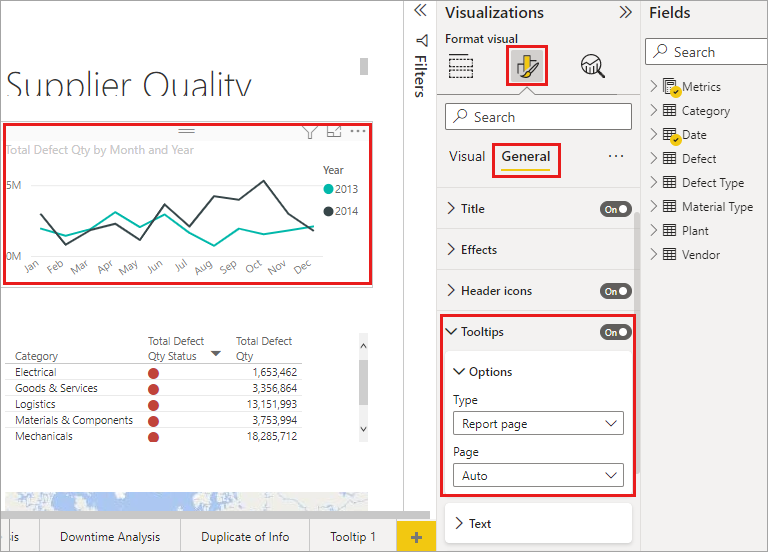 Supplier Quality
Total Defect Qty by Month and Year
Year
2013
2014
5M
0M
Jan
Feb
Mar
Apr
May
Jun
Jul
Aug
Sep
Oct
Nov
Dec
Category
Total Defect
Qty Status
Total Defect
Qty
Electrical 1,653,462
Goods & Services 3,356,864
Logistics 13,151,993
Materials & Components 3,753,994
Mechanicals 18,285,712
sis
Downtime Analysis
Duplicate of Info
Tooltip 1
+
Filters
Visualizations
Format visual
Search
Visual
General
Title On
Effects
Header icons On
Tooltips On
Options
Type
Report page
Page
Auto
Text
Fields
Search
Metrics
Category
Date
Defect
Defect Type
Material Type
Plant
Vendor